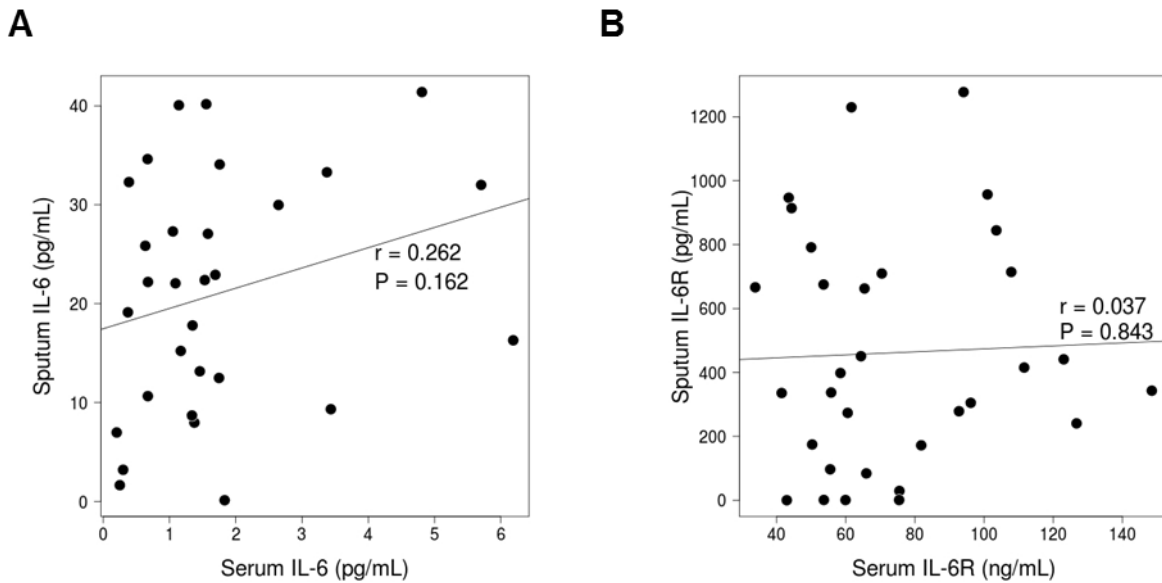 A
B
Sputum IL-6 (pg/mL)
40
30
20
10
0
r = 0.262
P = 0.162
0 1 2 3 4 5 6
Serum IL-6 (pg/mL)
Sputum IL-6R (pg/mL)
1200
1000
800
600
400
200
0
r = 0.037
P = 0.843
40 60 80 100 120 140
Serum IL-6R (ng/mL)